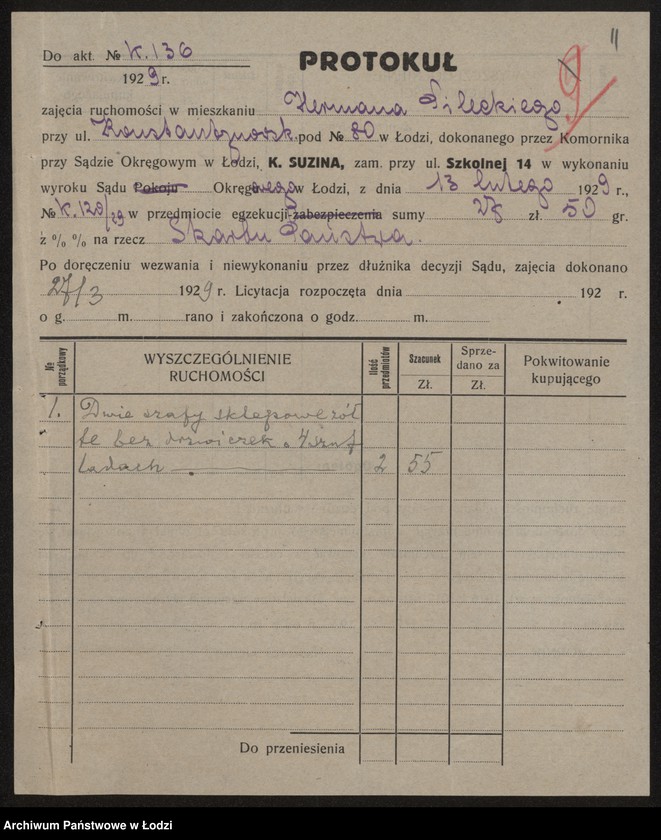 11
Do akt. № K. 136
1929 r.
PROTOKUŁ
9
zajęcia ruchomości w mieszkaniu Hermana Pileckiego
przy ul. Konstantynowsk. pod № 80 w Łodzi, dokonanego przez Komornika
przy Sądzie Okręgowym w Łodzi, K. SUZINA, zam. przy ul. Szkolnej 14 w wykonaniu
wyroku Sądu Pokoju Okręgowego w Łodzi, z dnia 13 lutego 1929 r.,
№ K. 120/29 w przedmiocie egzekucji-zabezpieczenia sumy 23 zł. 50 gr.
z %% na rzecz Skarbu Państwa.
Po doręczeniu wezwania i niewykonaniu przez dłużnika decyzji Sądu, zajęcia dokonano
27/3 1929 r. Licytacja rozpoczęta dnia 192 r.
o g. m. rano i zakończona o godz. m.
№ porządkowy
WYSZCZEGÓLNIENIE RUCHOMOŚCI
Ilość przedmiotów
Szacunek Zł.
Sprzedano za Zł.
Pokwitowanie kupującego
1. Dwie szafy sklepowe żół
te bez drzwiczek o 4 szuf
ladach 2 55
Do przeniesienia
Archiwum Państwowe w Łodzi